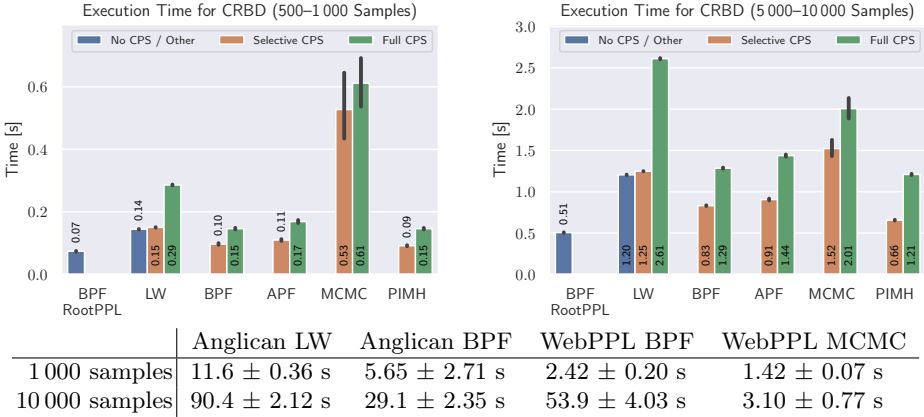 Execution Time for CRBD (500–1 000 Samples)
No CPS / Other
Selective CPS
Full CPS
Time [s]
0.6
0.4
0.2
0.0
0.07
0.14
0.15
0.29
0.10
0.15
0.11
0.17
0.53
0.61
0.09
0.15
BPF RootPPL
LW
BPF
APF
MCMC
PIMH
Execution Time for CRBD (5 000–10 000 Samples)
No CPS / Other
Selective CPS
Full CPS
Time [s]
3.0
2.5
2.0
1.5
1.0
0.5
0.0
0.51
1.20
1.25
2.61
0.83
1.29
0.91
1.44
1.52
2.01
0.66
1.21
BPF RootPPL
LW
BPF
APF
MCMC
PIMH
Anglican LW Anglican BPF WebPPL BPF WebPPL MCMC
1 000 samples 11.6 ± 0.36 s 5.65 ± 2.71 s 2.42 ± 0.20 s 1.42 ± 0.07 s
10 000 samples 90.4 ± 2.12 s 29.1 ± 2.35 s 53.9 ± 4.03 s 3.10 ± 0.77 s